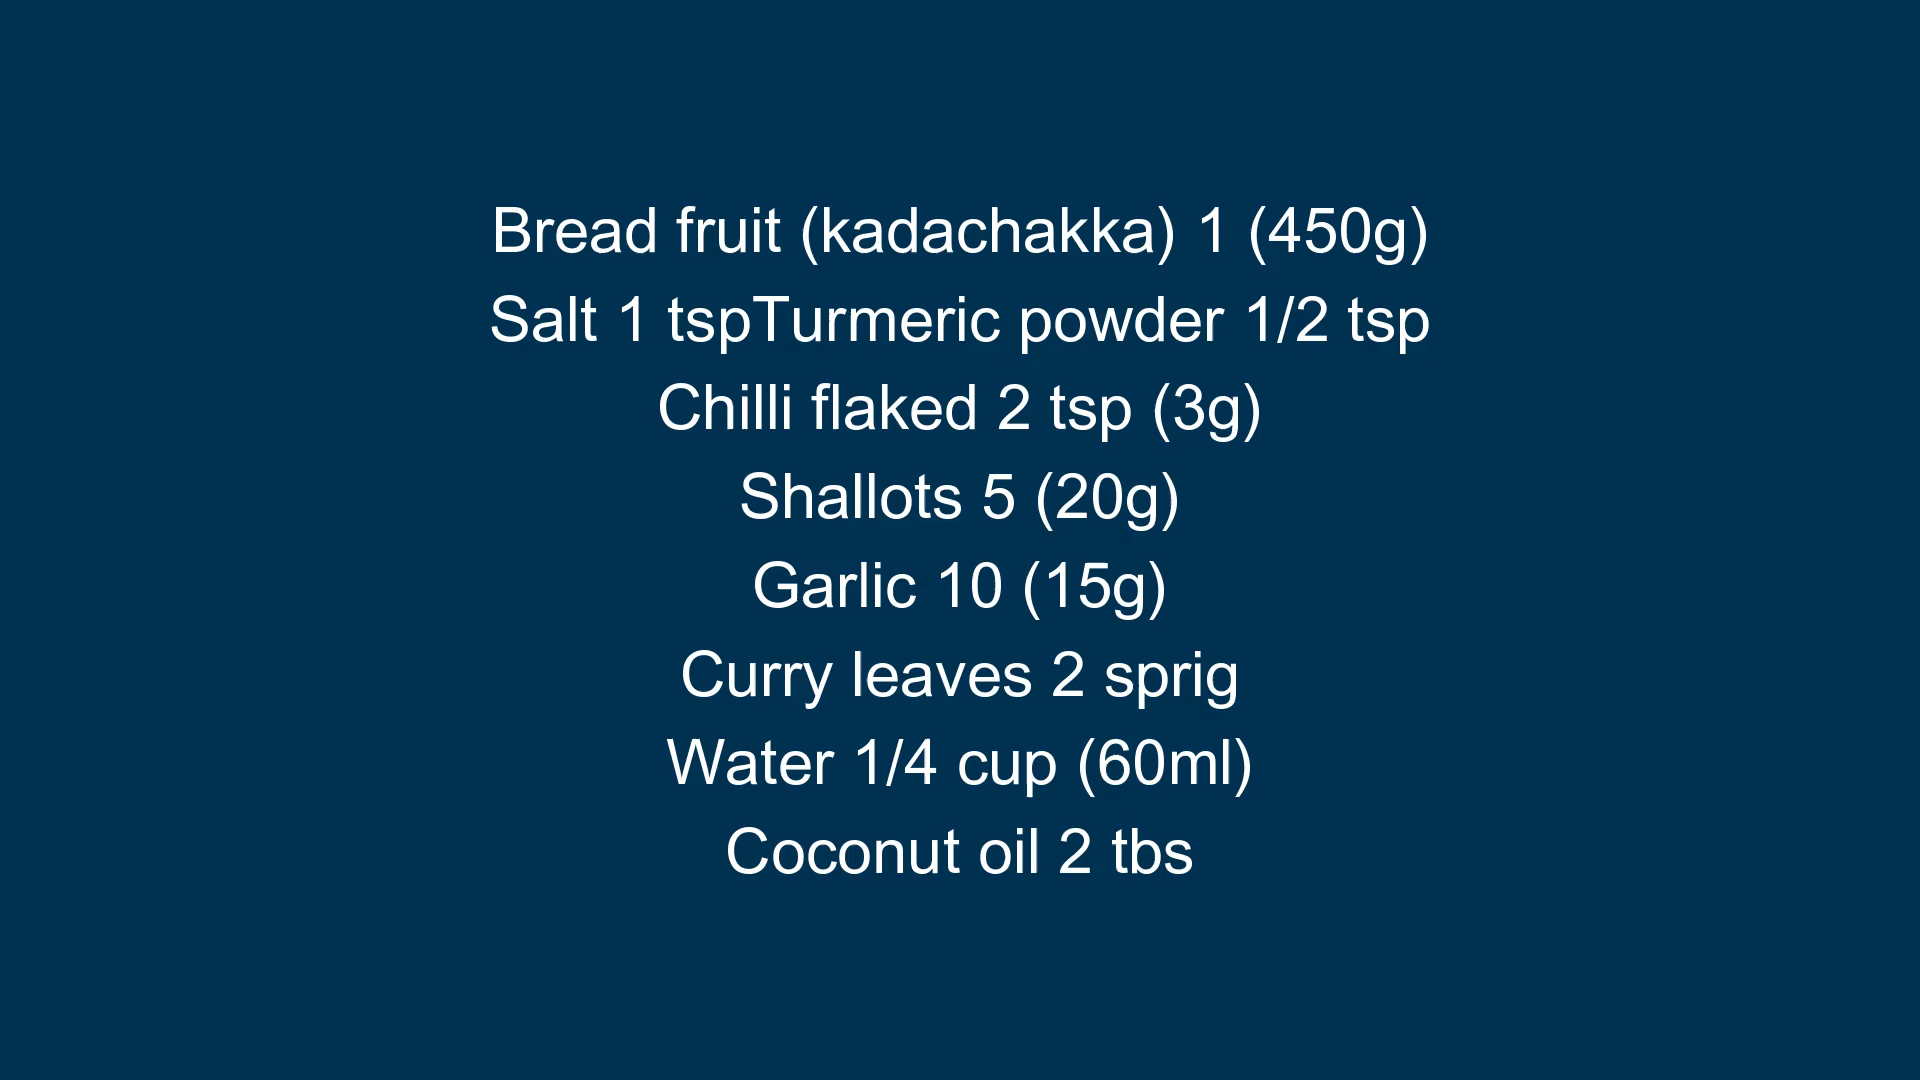 Bread fruit (kadachakka) 1 (450g)
Salt 1 tspTurmeric powder 1/2 tsp
Chilli flaked 2 tsp (3g)
Shallots 5 (20g)
Garlic 10 (15g)
Curry leaves 2 sprig
Water 1/4 cup (60ml)
Coconut oil 2 tbs